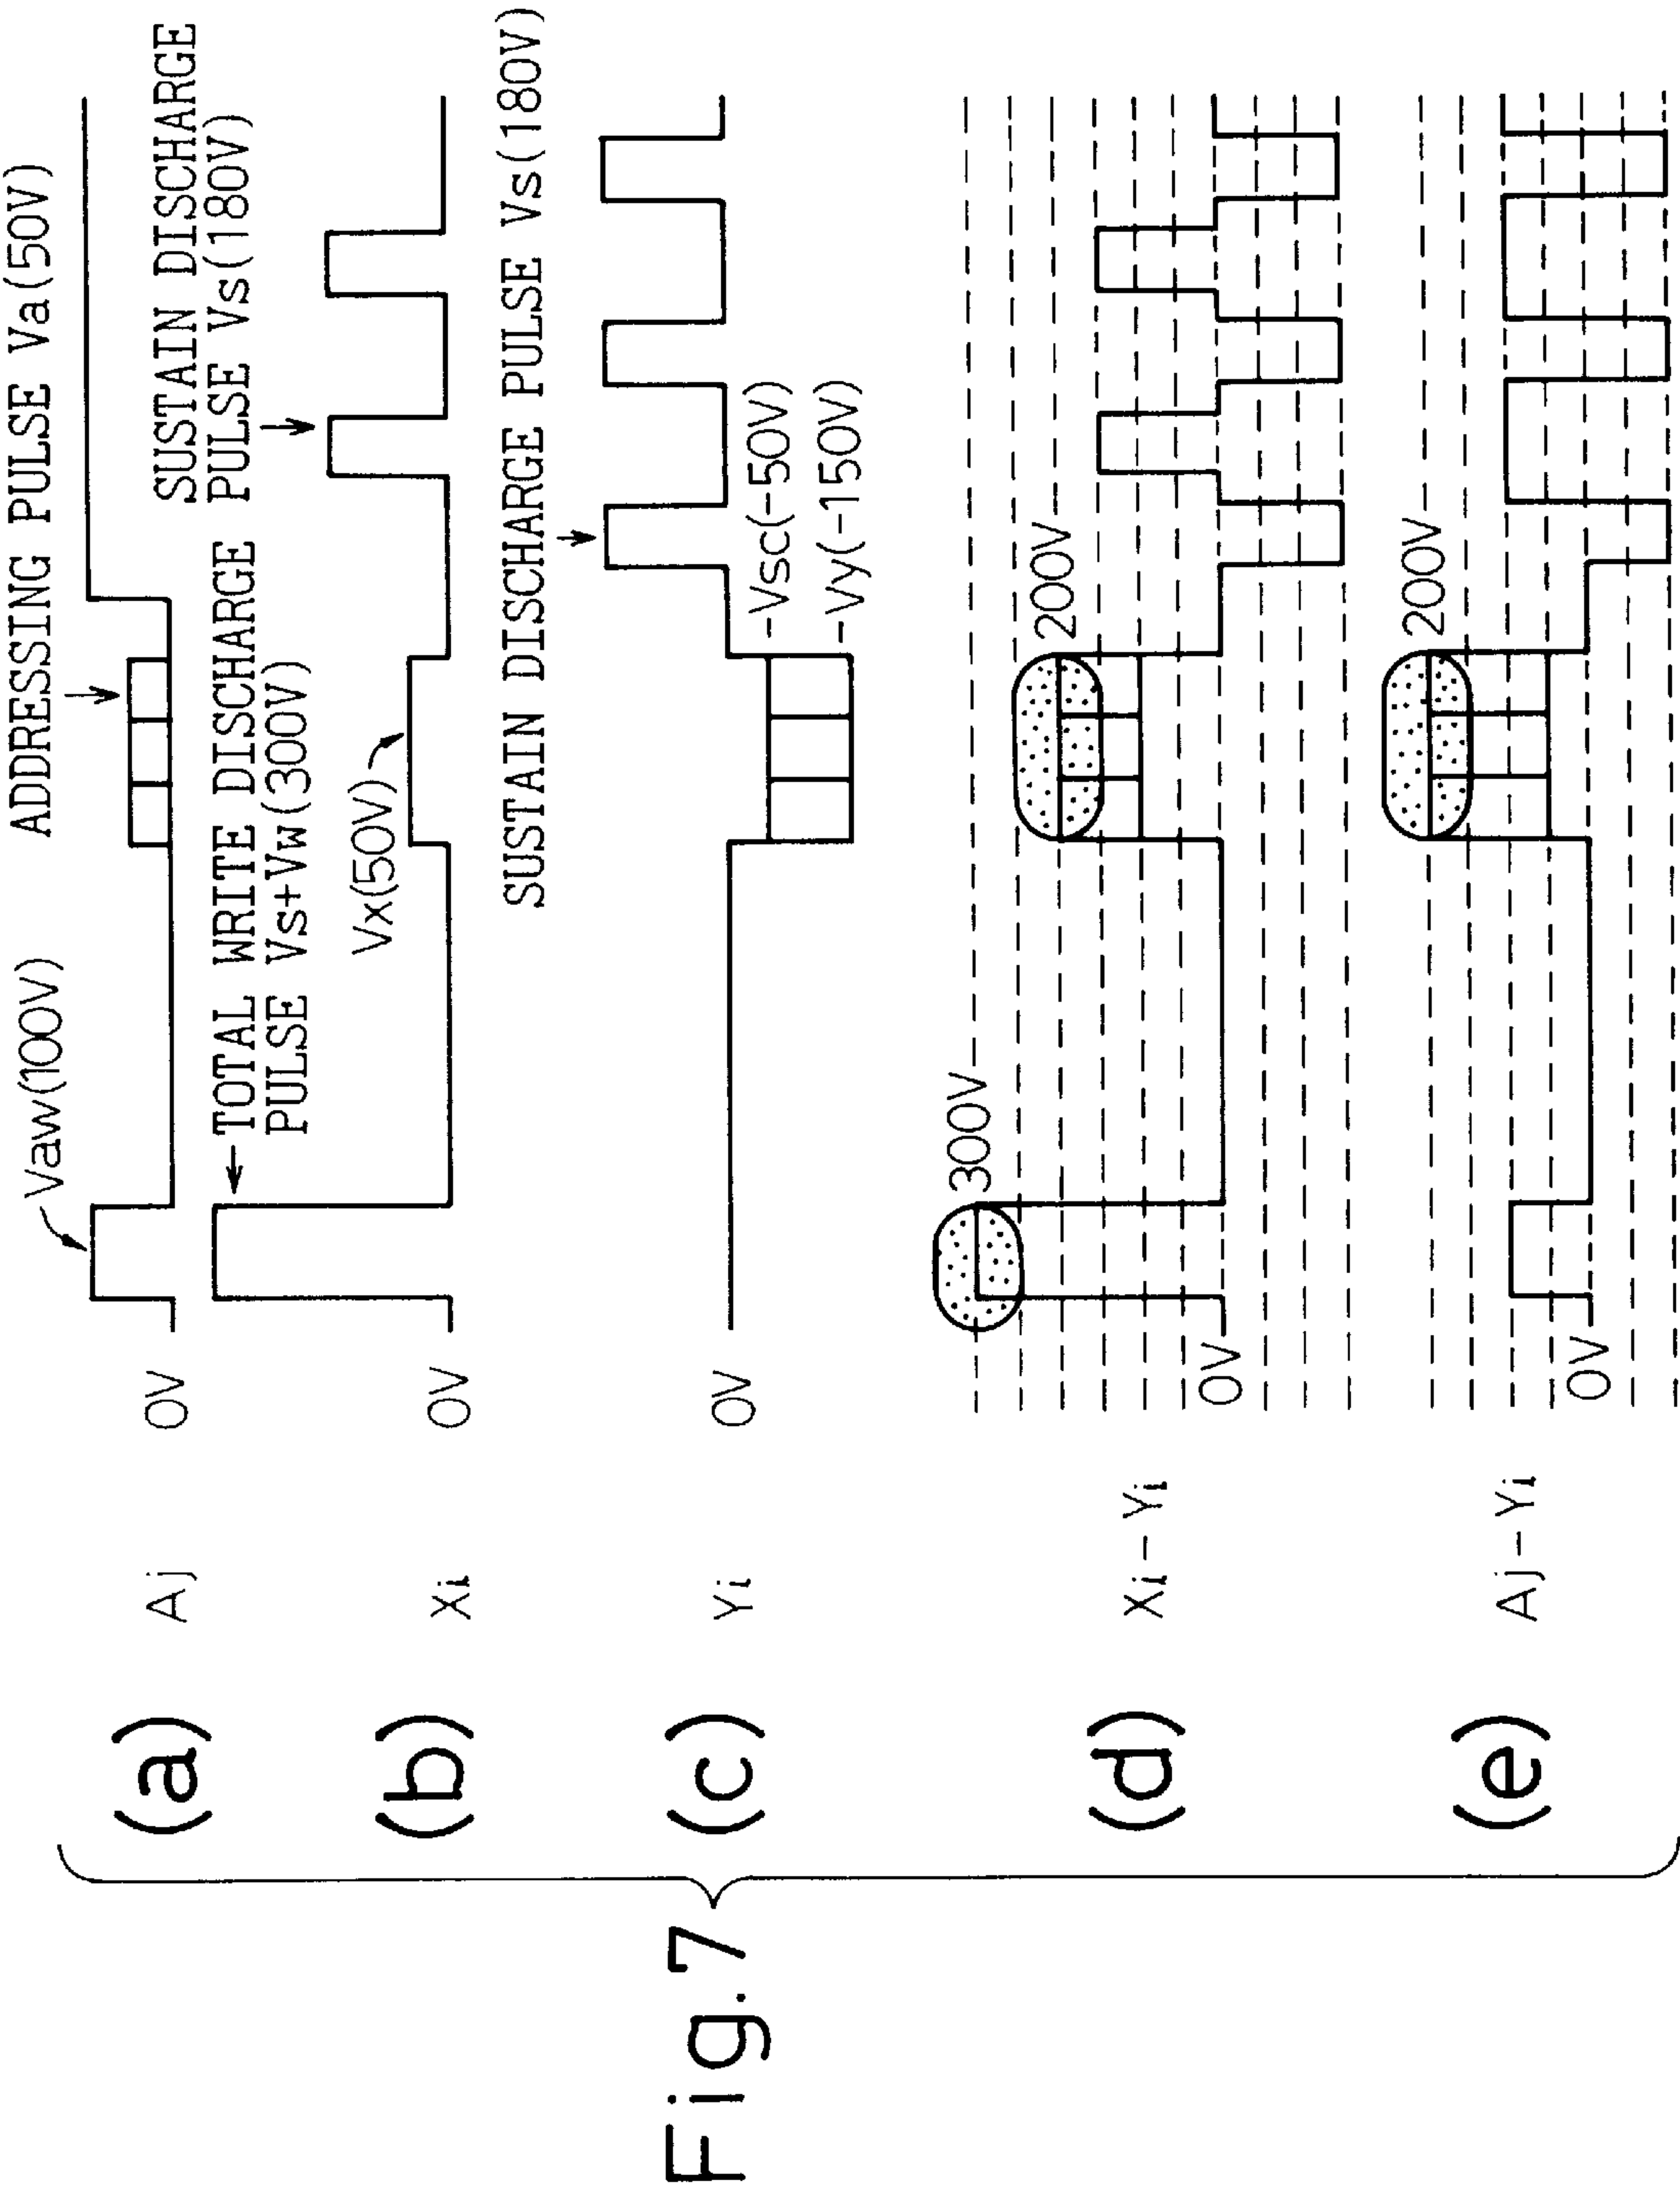 Fig.7
(a)
Aj
0V
Vaw(100V)
ADDRESSING PULSE Va(50V)
(b)
Xi
0V
TOTAL WRITE DISCHARGE
PULSE Vs+Vw(300V)
Vx(50V)
SUSTAIN DISCHARGE
PULSE Vs(180V)
(c)
Yi
0V
SUSTAIN DISCHARGE PULSE Vs(180V)
-Vsc(-50V)
-Vy(-150V)
(d)
Xi-Yi
0V
300V
200V
(e)
Aj-Yi
0V
200V